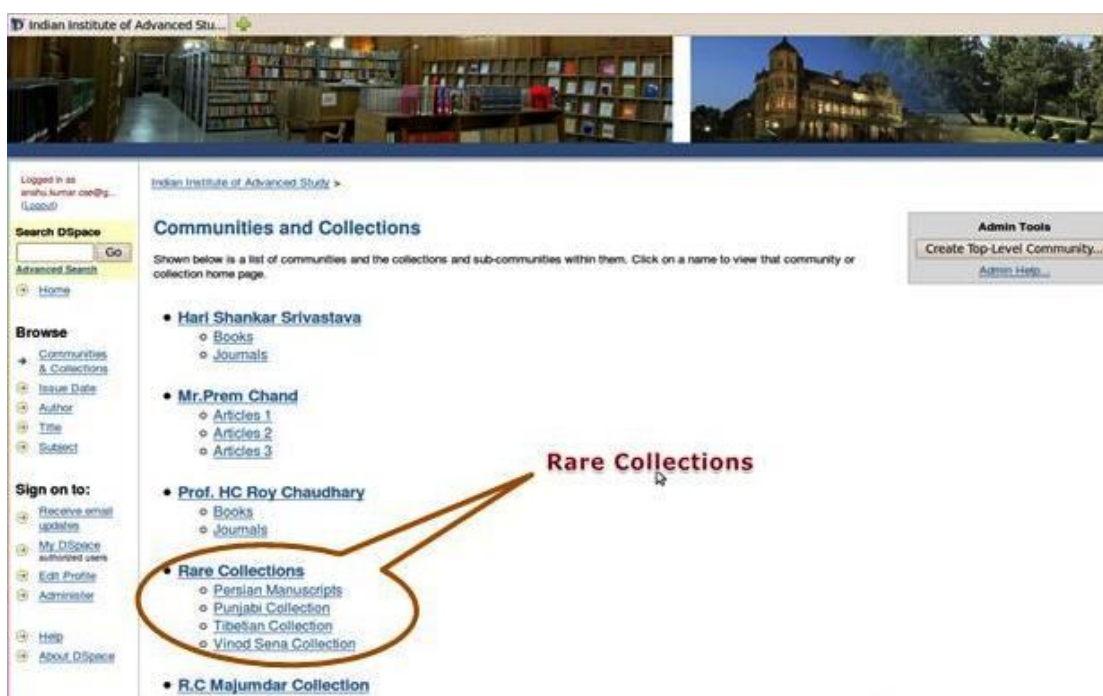 Indian Institute of Advanced Stu...
Logged in as
anshu.kumar.cse@g...
(Logout)
Search DSpace
Go
Advanced Search
Home
Browse
Communities
& Collections
Issue Date
Author
Title
Subject
Sign on to:
Receive email
updates
My DSpace
authorized users
Edit Profile
Administer
Help
About DSpace
Indian Institute of Advanced Study >
Communities and Collections
Shown below is a list of communities and the collections and sub-communities within them. Click on a name to view that community or
collection home page.
Hari Shankar Srivastava
Books
Journals
Mr.Prem Chand
Articles 1
Articles 2
Articles 3
Prof. HC Roy Chaudhary
Books
Journals
Rare Collections
Persian Manuscripts
Punjabi Collection
Tibetian Collection
Vinod Sena Collection
R.C Majumdar Collection
Rare Collections
Admin Tools
Create Top-Level Community...
Admin Help...